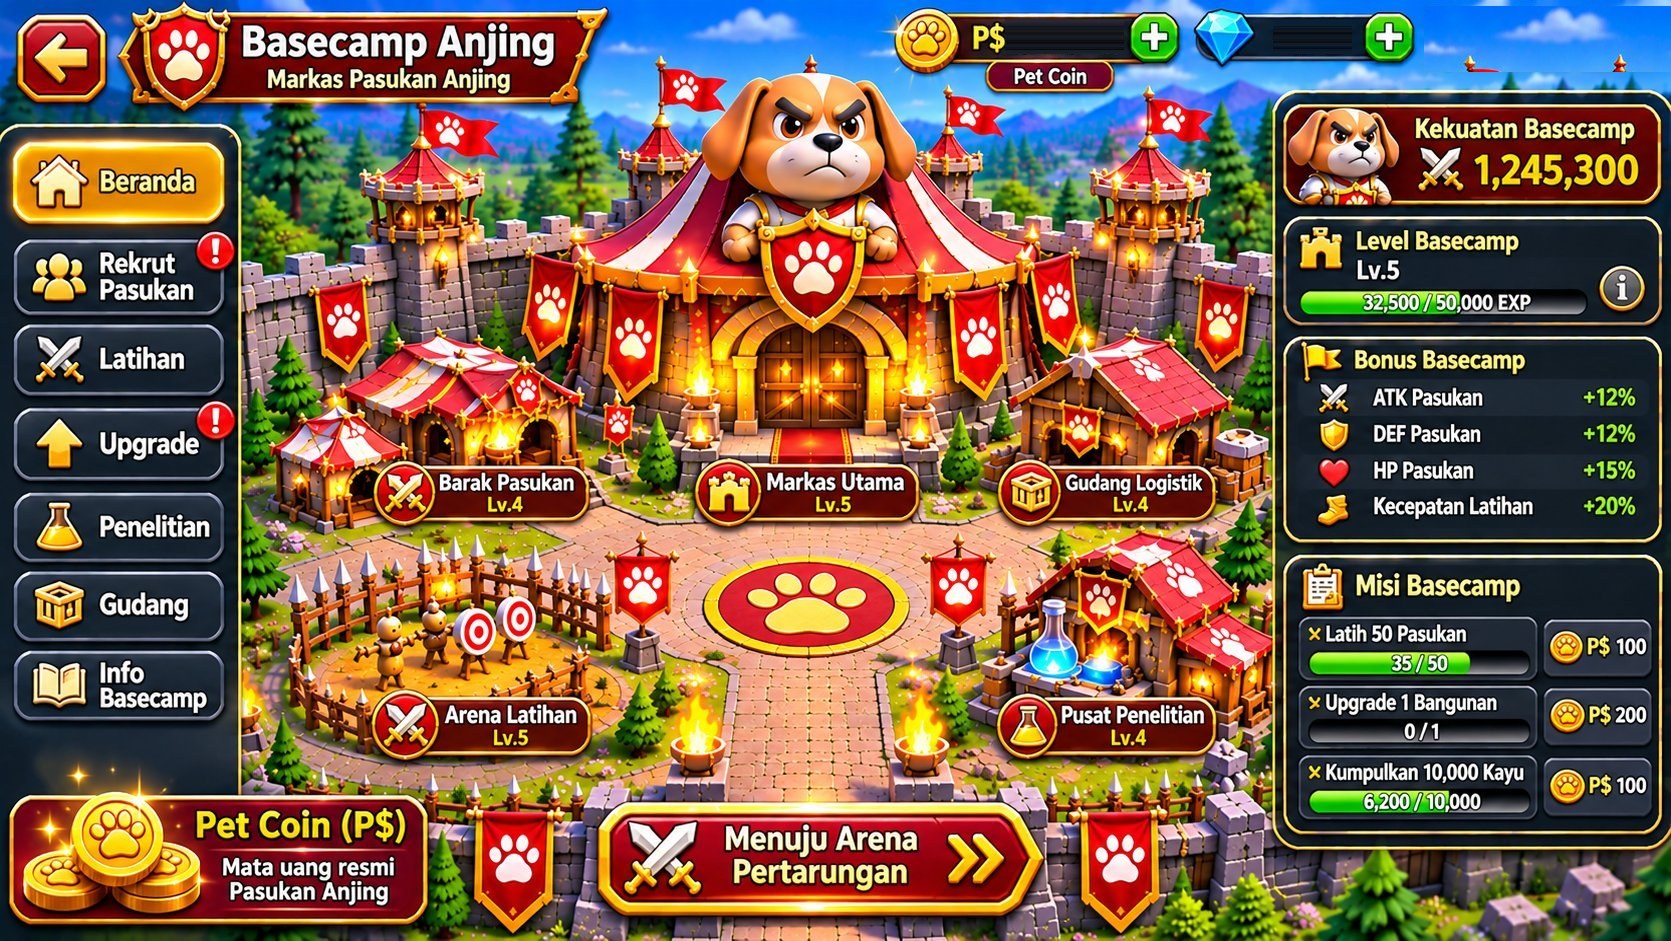 Basecamp Anjing
Markas Pasukan Anjing
P$
Pet Coin
Beranda
Rekrut
Pasukan
!
Latihan
Upgrade
!
Penelitian
Gudang
Info
Basecamp
Barak Pasukan
Lv.4
Markas Utama
Lv.5
Gudang Logistik
Lv.4
Arena Latihan
Lv.5
Pusat Penelitian
Lv.4
Kekuatan Basecamp
1,245,300
Level Basecamp
Lv.5
32,500 / 50,000 EXP
i
Bonus Basecamp
ATK Pasukan +12%
DEF Pasukan +12%
HP Pasukan +15%
Kecepatan Latihan +20%
Misi Basecamp
Latih 50 Pasukan
35 / 50
P$ 100
Upgrade 1 Bangunan
0 / 1
P$ 200
Kumpulkan 10,000 Kayu
6,200 / 10,000
P$ 100
Pet Coin (P$)
Mata uang resmi
Pasukan Anjing
Menuju Arena
Pertarungan